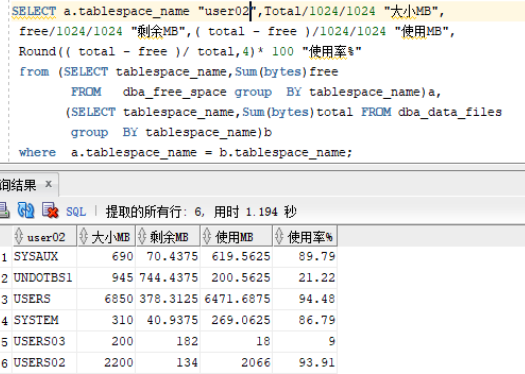 SELECT a.tablespace_name "user02",Total/1024/1024 "大小MB",
free/1024/1024 "剩余MB",( total - free )/1024/1024 "使用MB",
Round(( total - free )/ total,4)* 100 "使用率%"
from (SELECT tablespace_name,Sum(bytes)free
FROM dba_free_space group BY tablespace_name)a,
(SELECT tablespace_name,Sum(bytes)total FROM dba_data_files
group BY tablespace_name)b
where a.tablespace_name = b.tablespace_name;
询结果 x
SQL | 提取的所有行: 6, 用时 1.194 秒
user02 大小MB 剩余MB 使用MB 使用率%
1 SYSAUX 690 70.4375 619.5625 89.79
2 UNDOTBS1 945 744.4375 200.5625 21.22
3 USERS 6850 378.3125 6471.6875 94.48
4 SYSTEM 310 40.9375 269.0625 86.79
5 USERS03 200 182 18 9
6 USERS02 2200 134 2066 93.91